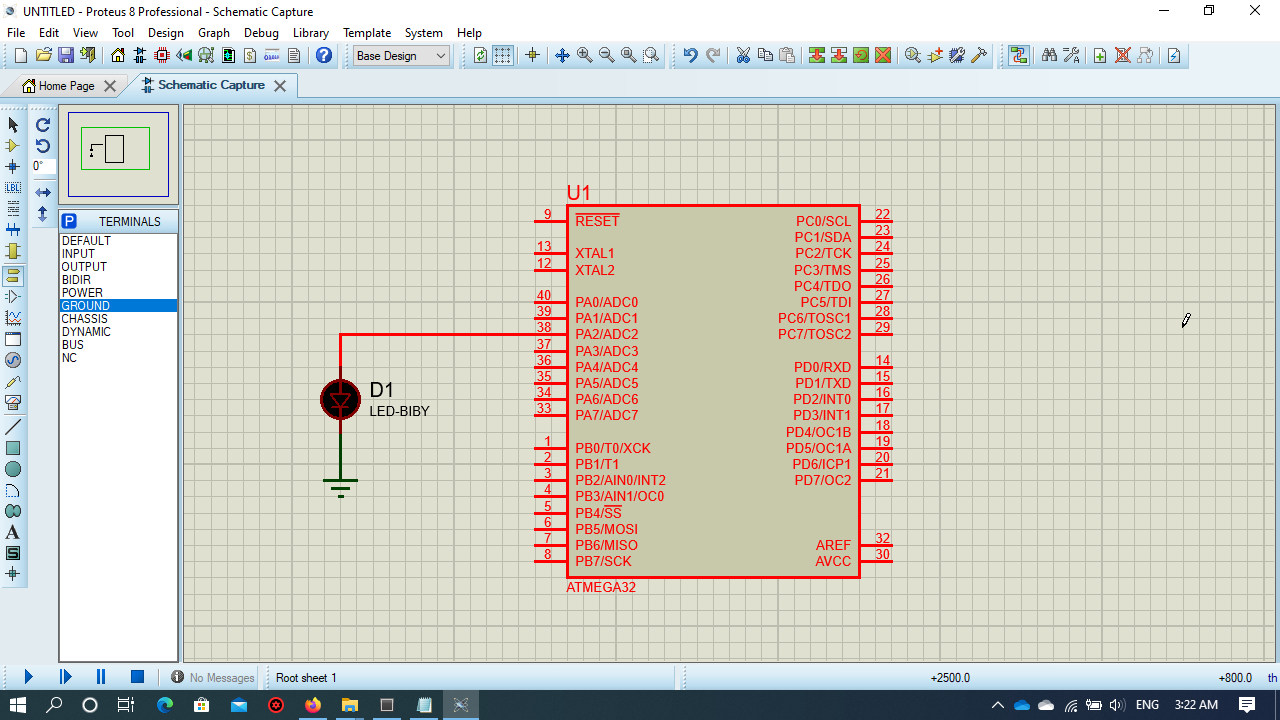 UNTITLED - Proteus 8 Professional - Schematic Capture
File Edit View Tool Design Graph Debug Library Template System Help
Base Design
Home Page
Schematic Capture
0°
LBL
A
S
P
TERMINALS
DEFAULT
INPUT
OUTPUT
BIDIR
POWER
GROUND
CHASSIS
DYNAMIC
BUS
NC
D1
LED-BIBY
U1
9 RESET
13 XTAL1
12 XTAL2
40 PA0/ADC0
39 PA1/ADC1
38 PA2/ADC2
37 PA3/ADC3
36 PA4/ADC4
35 PA5/ADC5
34 PA6/ADC6
33 PA7/ADC7
1 PB0/T0/XCK
2 PB1/T1
3 PB2/AIN0/INT2
4 PB3/AIN1/OC0
5 PB4/SS
6 PB5/MOSI
7 PB6/MISO
8 PB7/SCK
PC0/SCL 22
PC1/SDA 23
PC2/TCK 24
PC3/TMS 25
PC4/TDO 26
PC5/TDI 27
PC6/TOSC1 28
PC7/TOSC2 29
PD0/RXD 14
PD1/TXD 15
PD2/INT0 16
PD3/INT1 17
PD4/OC1B 18
PD5/OC1A 19
PD6/ICP1 20
PD7/OC2 21
AREF 32
AVCC 30
ATMEGA32
No Messages
Root sheet 1
+2500.0 +800.0 th
ENG 3:22 AM